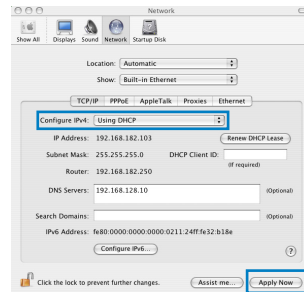 Network
Show All Displays Sound Network Startup Disk
Location: Automatic
Show: Built-in Ethernet
TCP/IP PPPoE AppleTalk Proxies Ethernet
Configure IPv4: Using DHCP
IP Address: 192.168.182.103 Renew DHCP Lease
Subnet Mask: 255.255.255.0 DHCP Client ID:
(If required)
Router: 192.168.182.250
DNS Servers: 192.168.128.10 (Optional)
Search Domains: (Optional)
IPv6 Address: fe80:0000:0000:0000:0211:24ff:fe32:b18e
Configure IPv6... ?
Click the lock to prevent further changes. Assist me... Apply Now